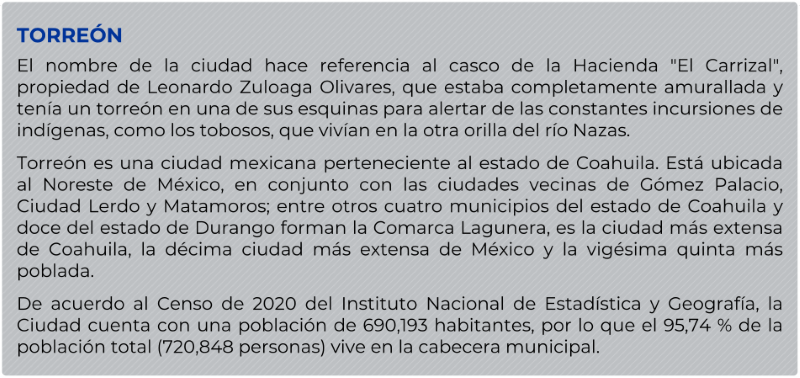 TORREÓN
El nombre de la ciudad hace referencia al casco de la Hacienda "El Carrizal",
propiedad de Leonardo Zuloaga Olivares, que estaba completamente amurallada y
tenía un torreón en una de sus esquinas para alertar de las constantes incursiones de
indígenas, como los tobosos, que vivían en la otra orilla del río Nazas.
Torreón es una ciudad mexicana perteneciente al estado de Coahuila. Está ubicada
al Noreste de México, en conjunto con las ciudades vecinas de Gómez Palacio,
Ciudad Lerdo y Matamoros; entre otros cuatro municipios del estado de Coahuila y
doce del estado de Durango forman la Comarca Lagunera, es la ciudad más extensa
de Coahuila, la décima ciudad más extensa de México y la vigésima quinta más
poblada.
De acuerdo al Censo de 2020 del Instituto Nacional de Estadística y Geografía, la
Ciudad cuenta con una población de 690,193 habitantes, por lo que el 95,74 % de la
población total (720,848 personas) vive en la cabecera municipal.